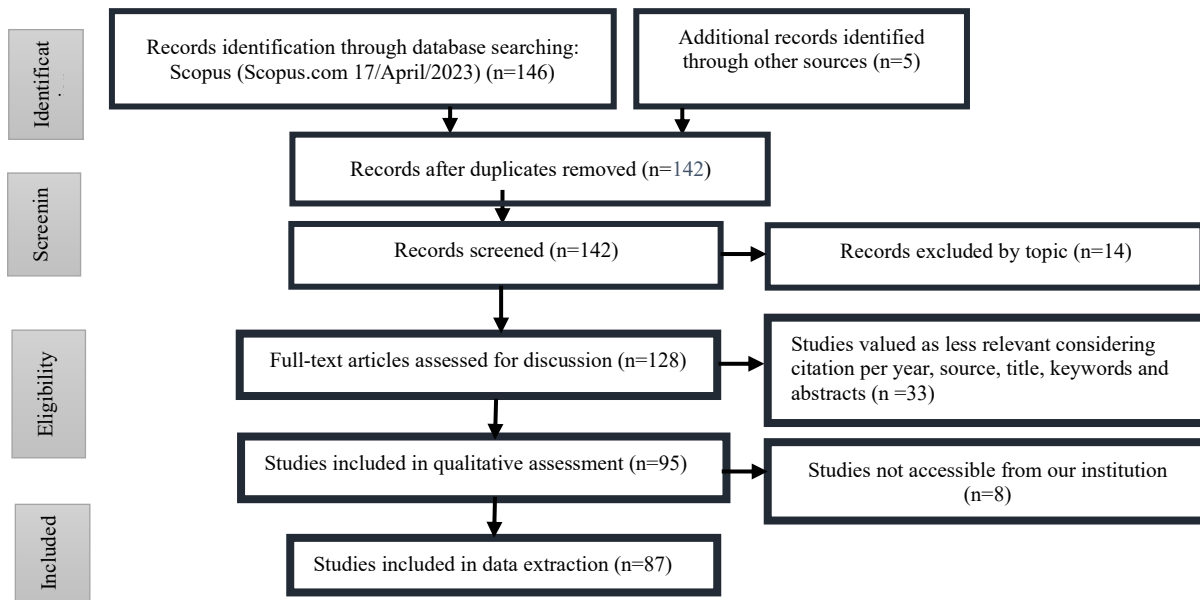 Identificat
Records identification through database searching:
Scopus (Scopus.com 17/April/2023) (n=146)
Additional records identified
through other sources (n=5)
Records after duplicates removed (n=142)
Screenin
Records screened (n=142)
Records excluded by topic (n=14)
Eligibility
Full-text articles assessed for discussion (n=128)
Studies valued as less relevant considering
citation per year, source, title, keywords and
abstracts (n =33)
Studies included in qualitative assessment (n=95)
Studies not accessible from our institution
(n=8)
Included
Studies included in data extraction (n=87)